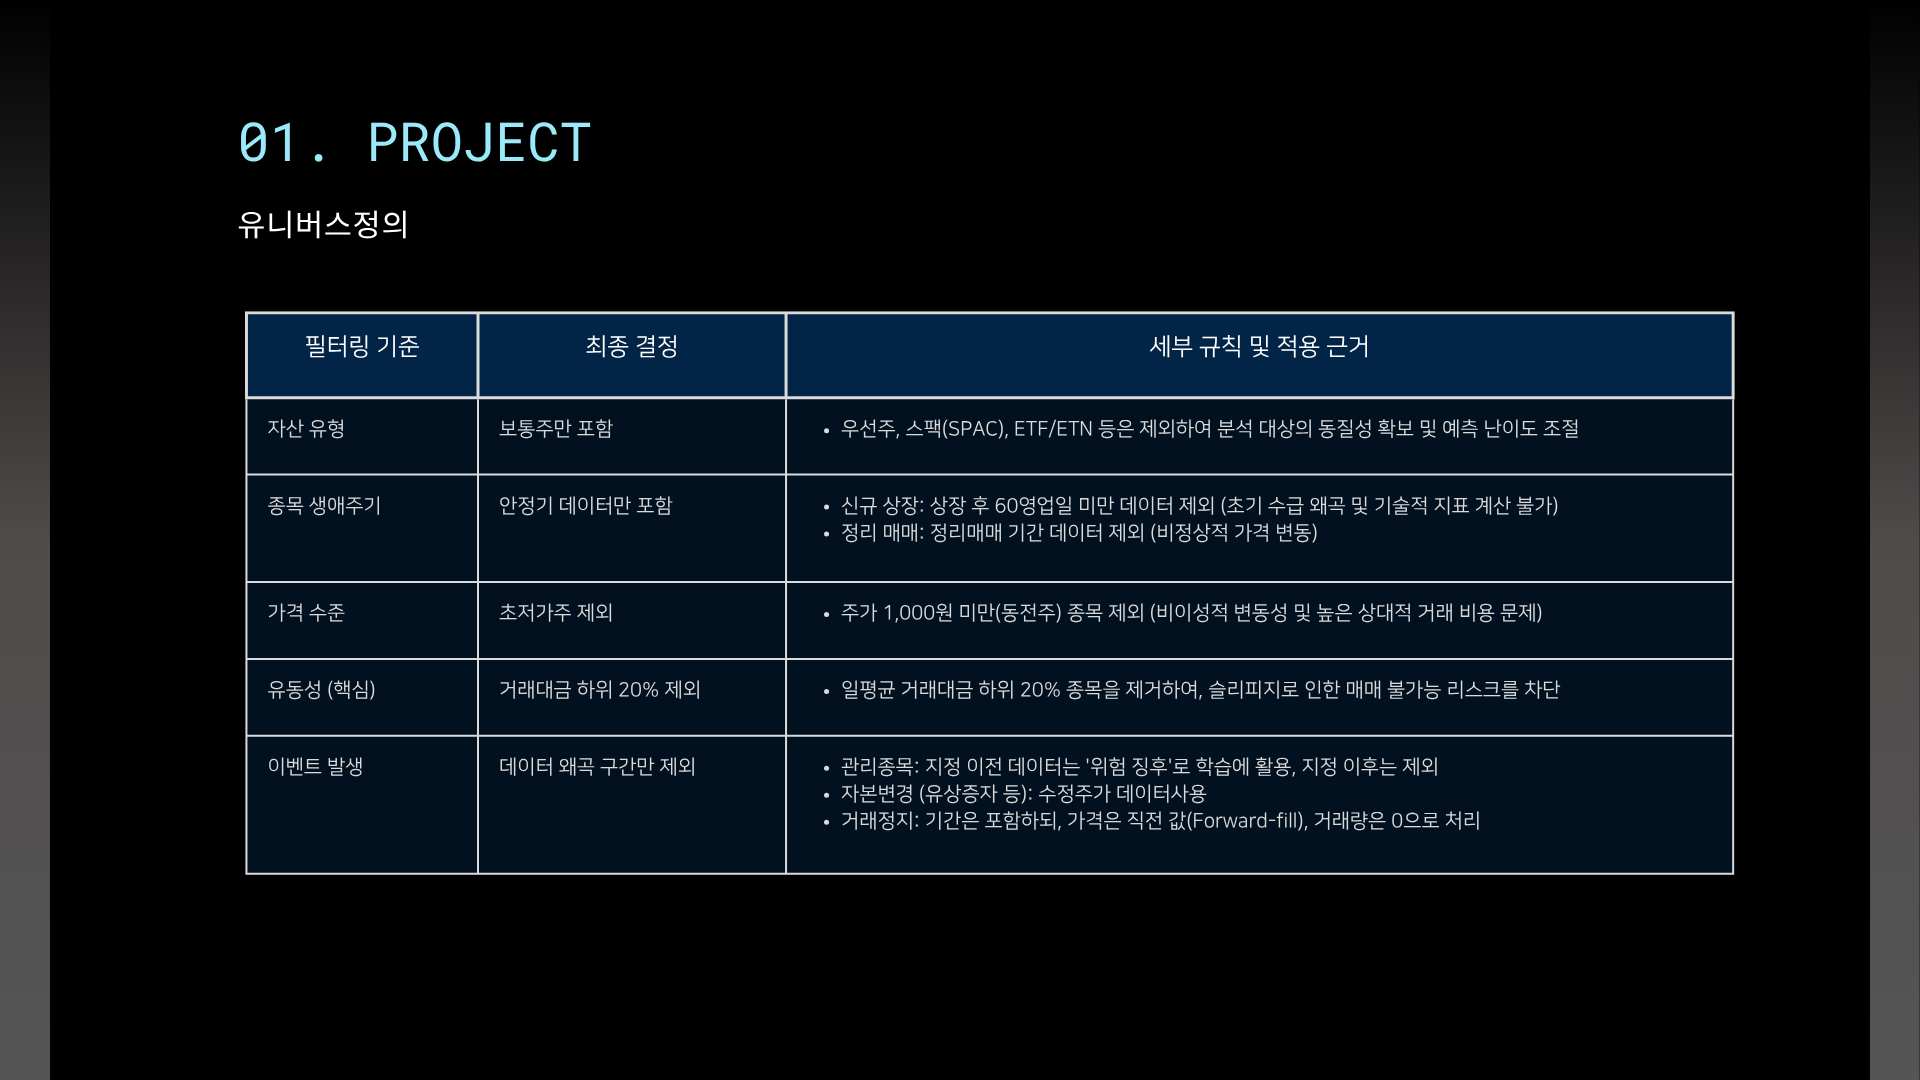 01. PROJECT
유니버스정의
필터링 기준
최종 결정
세부 규칙 및 적용 근거
자산 유형
보통주만 포함
• 우선주, 스팩(SPAC), ETF/ETN 등은 제외하여 분석 대상의 동질성 확보 및 예측 난이도 조절
종목 생애주기
안정기 데이터만 포함
• 신규 상장: 상장 후 60영업일 미만 데이터 제외 (초기 수급 왜곡 및 기술적 지표 계산 불가)
• 정리 매매: 정리매매 기간 데이터 제외 (비정상적 가격 변동)
가격 수준
초저가주 제외
• 주가 1,000원 미만(동전주) 종목 제외 (비이성적 변동성 및 높은 상대적 거래 비용 문제)
유동성 (핵심)
거래대금 하위 20% 제외
• 일평균 거래대금 하위 20% 종목을 제거하여, 슬리피지로 인한 매매 불가능 리스크를 차단
이벤트 발생
데이터 왜곡 구간만 제외
• 관리종목: 지정 이전 데이터는 '위험 징후'로 학습에 활용, 지정 이후는 제외
• 자본변경 (유상증자 등): 수정주가 데이터사용
• 거래정지: 기간은 포함하되, 가격은 직전 값(Forward-fill), 거래량은 0으로 처리